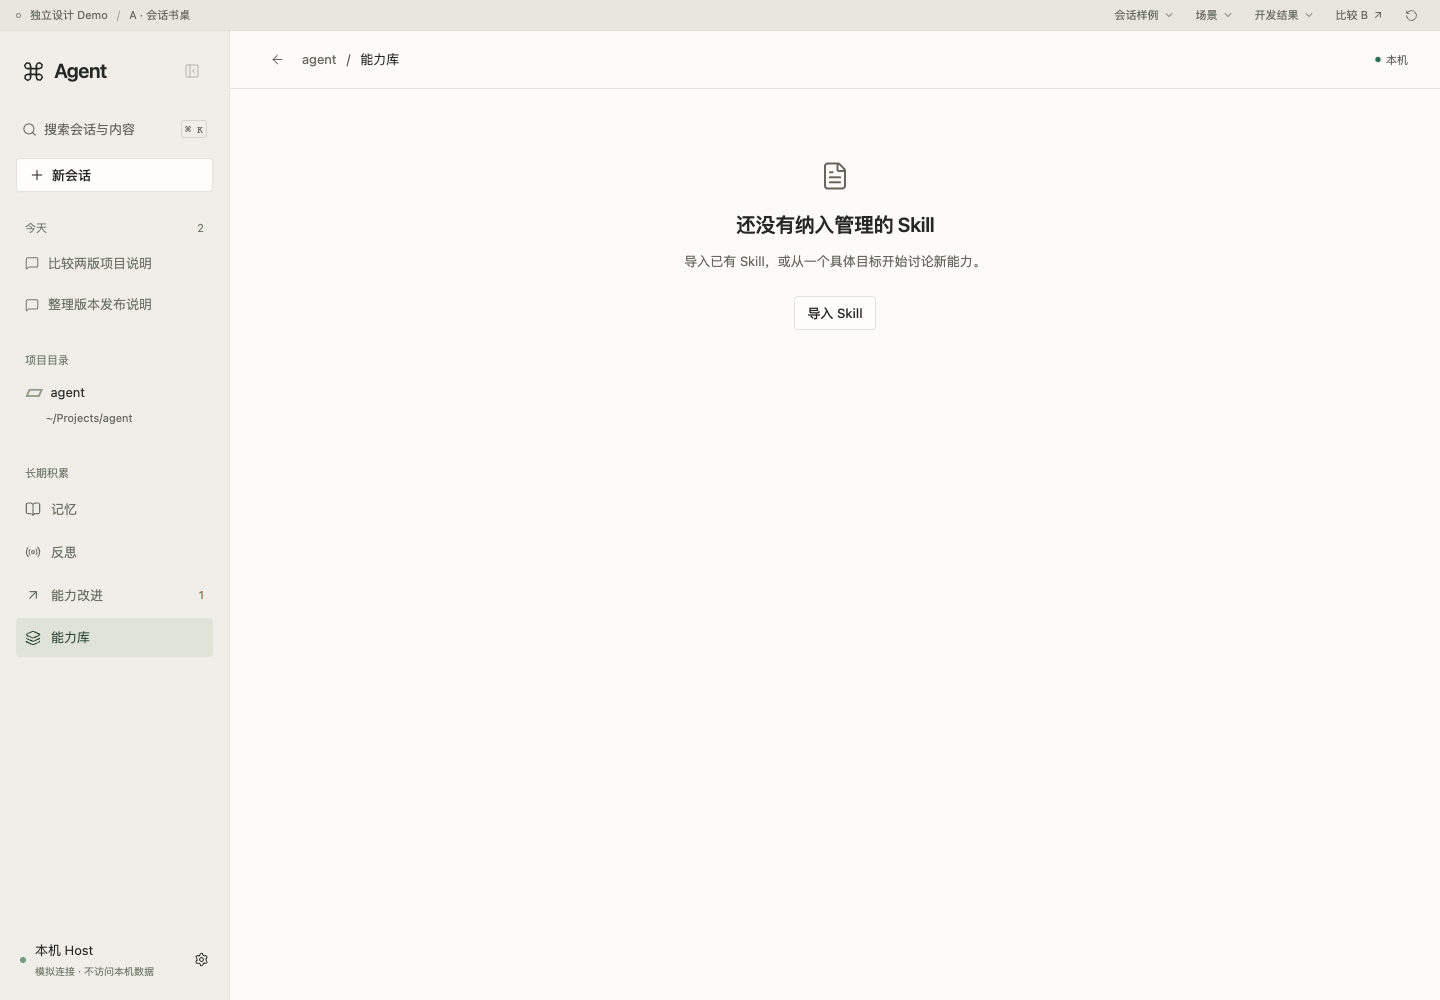 独立设计 Demo / A · 会话书桌
会话样例 场景 开发结果 比较 B
Agent
搜索会话与内容 ⌘ K
新会话
今天 2
比较两版项目说明
整理版本发布说明
项目目录
agent
~/Projects/agent
长期积累
记忆
反思
能力改进 1
能力库
本机 Host
模拟连接 · 不访问本机数据
agent / 能力库
本机
还没有纳入管理的 Skill
导入已有 Skill，或从一个具体目标开始讨论新能力。
导入 Skill